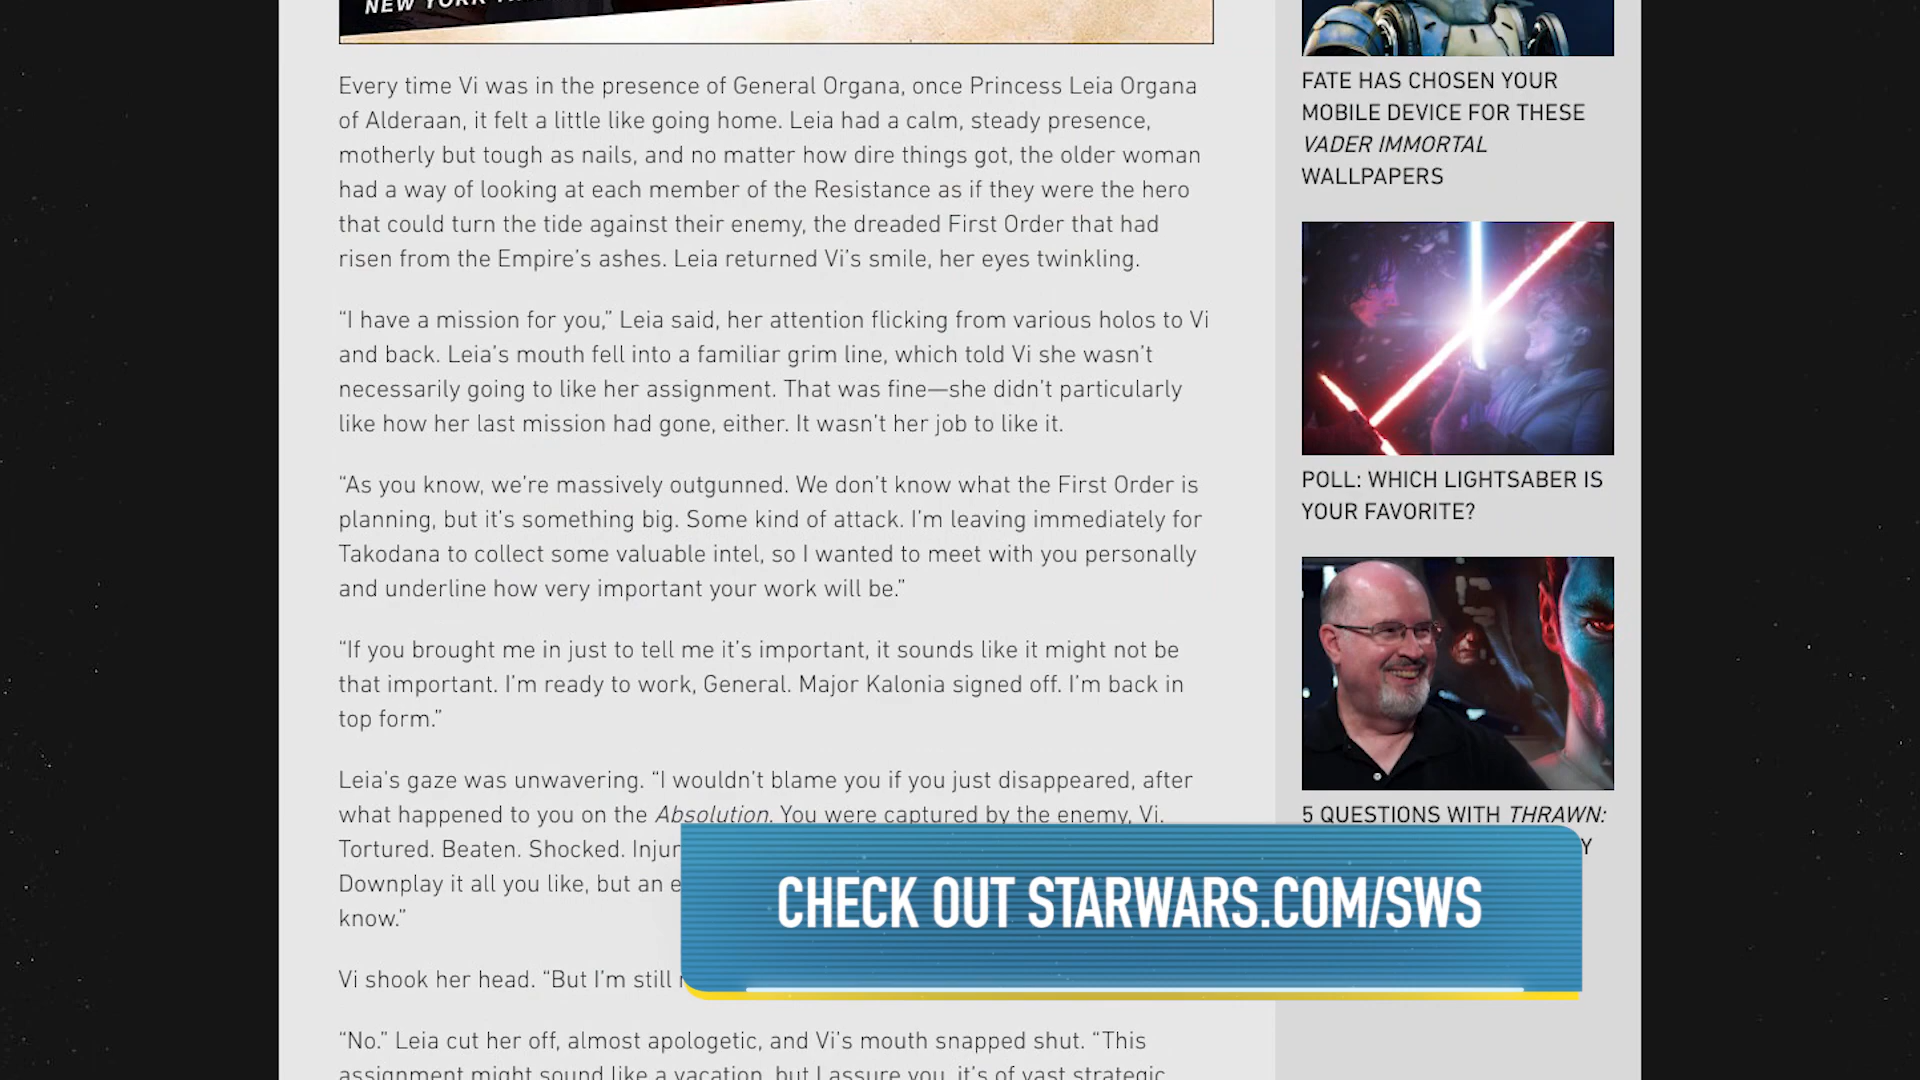 NEW YORK
Every time Vi was in the presence of General Organa, once Princess Leia Organa
of Alderaan, it felt a little like going home. Leia had a calm, steady presence,
motherly but tough as nails, and no matter how dire things got, the older woman
had a way of looking at each member of the Resistance as if they were the hero
that could turn the tide against their enemy, the dreaded First Order that had
risen from the Empire’s ashes. Leia returned Vi’s smile, her eyes twinkling.
“I have a mission for you,” Leia said, her attention flicking from various holos to Vi
and back. Leia’s mouth fell into a familiar grim line, which told Vi she wasn’t
necessarily going to like her assignment. That was fine—she didn’t particularly
like how her last mission had gone, either. It wasn’t her job to like it.
“As you know, we’re massively outgunned. We don’t know what the First Order is
planning, but it’s something big. Some kind of attack. I’m leaving immediately for
Takodana to collect some valuable intel, so I wanted to meet with you personally
and underline how very important your work will be.”
“If you brought me in just to tell me it’s important, it sounds like it might not be
that important. I’m ready to work, General. Major Kalonia signed off. I’m back in
top form.”
Leia’s gaze was unwavering. “I wouldn’t blame you if you just disappeared, after
what happened to you on the Absolution. You were captured by the enemy, Vi.
Tortured. Beaten. Shocked. Injur
Downplay it all you like, but an e
know.”
Vi shook her head. “But I’m still
“No.” Leia cut her off, almost apologetic, and Vi’s mouth snapped shut. “This
assignment might sound like a vacation, but I assure you, it’s of vast strategic
FATE HAS CHOSEN YOUR
MOBILE DEVICE FOR THESE
VADER IMMORTAL
WALLPAPERS
POLL: WHICH LIGHTSABER IS
YOUR FAVORITE?
5 QUESTIONS WITH THRAWN:
Y
CHECK OUT STARWARS.COM/SWS